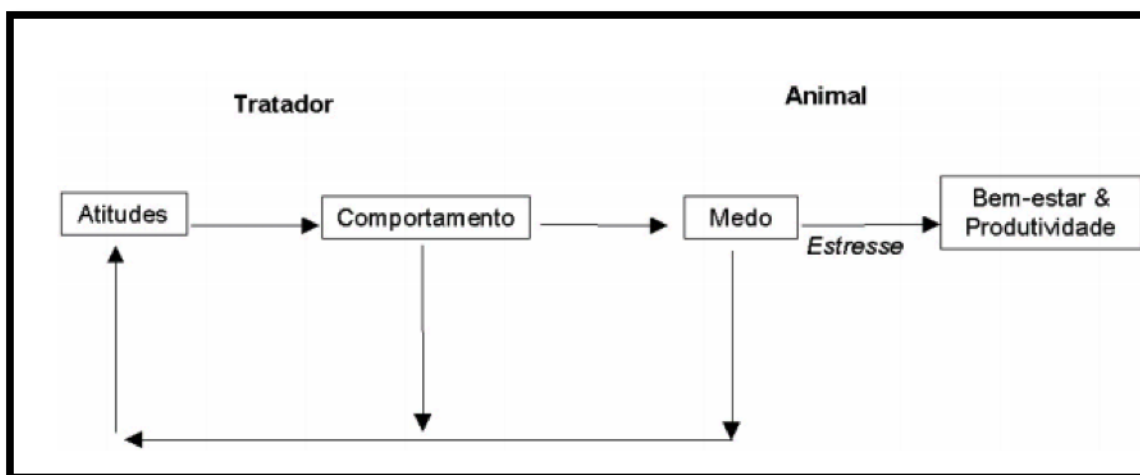 Tratador
Animal
Atitudes
Comportamento
Medo
Estresse
Bem-estar &
Produtividade